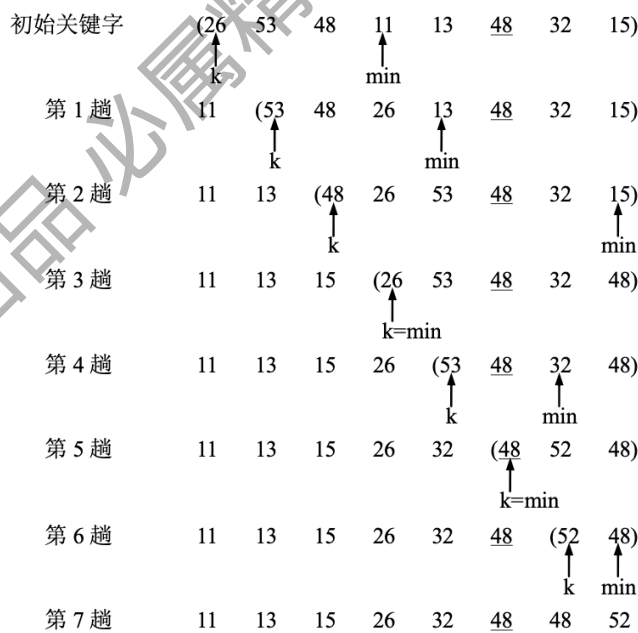 初始关键字 (26 53 48 11 13 48 32 15)
k min
第1趟 11 (53 48 26 13 48 32 15)
k min
第2趟 11 13 (48 26 53 48 32 15)
k min
第3趟 11 13 15 (26 53 48 32 48)
k=min
第4趟 11 13 15 26 (53 48 32 48)
k min
第5趟 11 13 15 26 32 (48 52 48)
k=min
第6趟 11 13 15 26 32 48 (52 48)
k min
第7趟 11 13 15 26 32 48 48 52
品 必属精